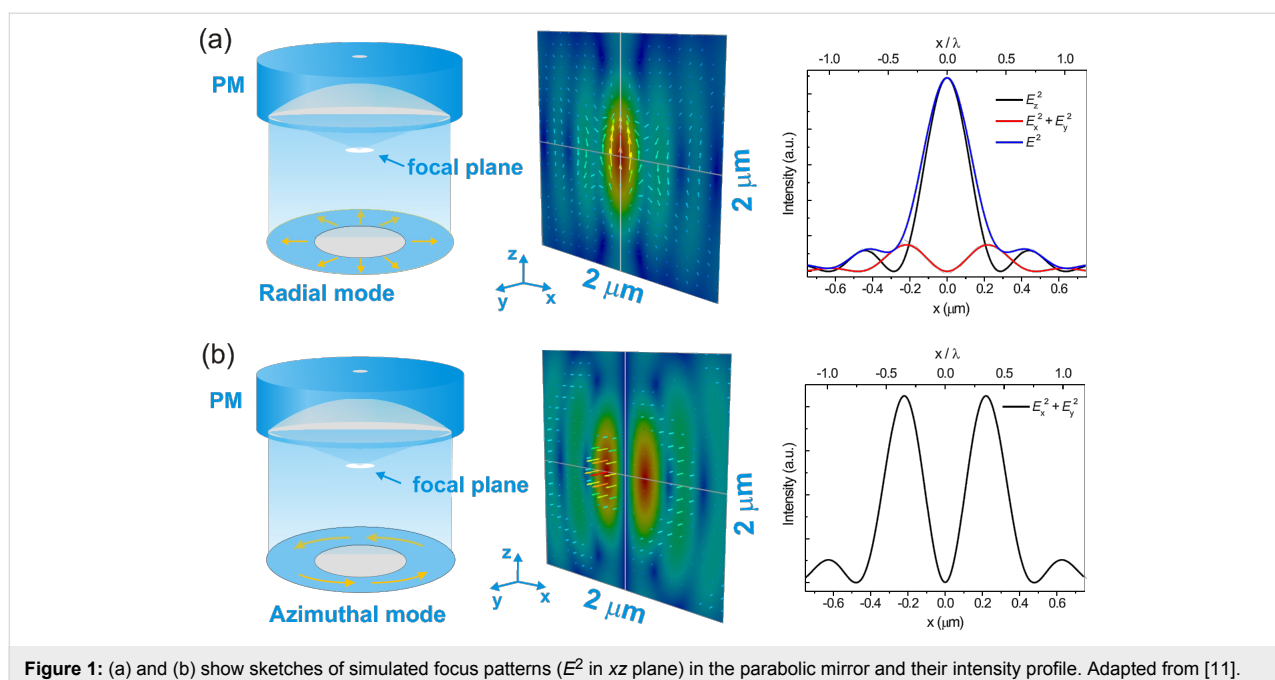 (a)
PM
focal plane
Radial mode
z
y
x
2 μm
2 μm
x / λ
-1.0 -0.5 0.0 0.5 1.0
E_z^2
E_x^2 + E_y^2
E^2
Intensity (a.u.)
-0.6 -0.4 -0.2 0.0 0.2 0.4 0.6
x (μm)
(b)
PM
focal plane
Azimuthal mode
z
y
x
2 μm
2 μm
x / λ
-1.0 -0.5 0.0 0.5 1.0
E_x^2 + E_y^2
Intensity (a.u.)
-0.6 -0.4 -0.2 0.0 0.2 0.4 0.6
x (μm)
Figure 1: (a) and (b) show sketches of simulated focus patterns (E^2 in xz plane) in the parabolic mirror and their intensity profile. Adapted from [11].